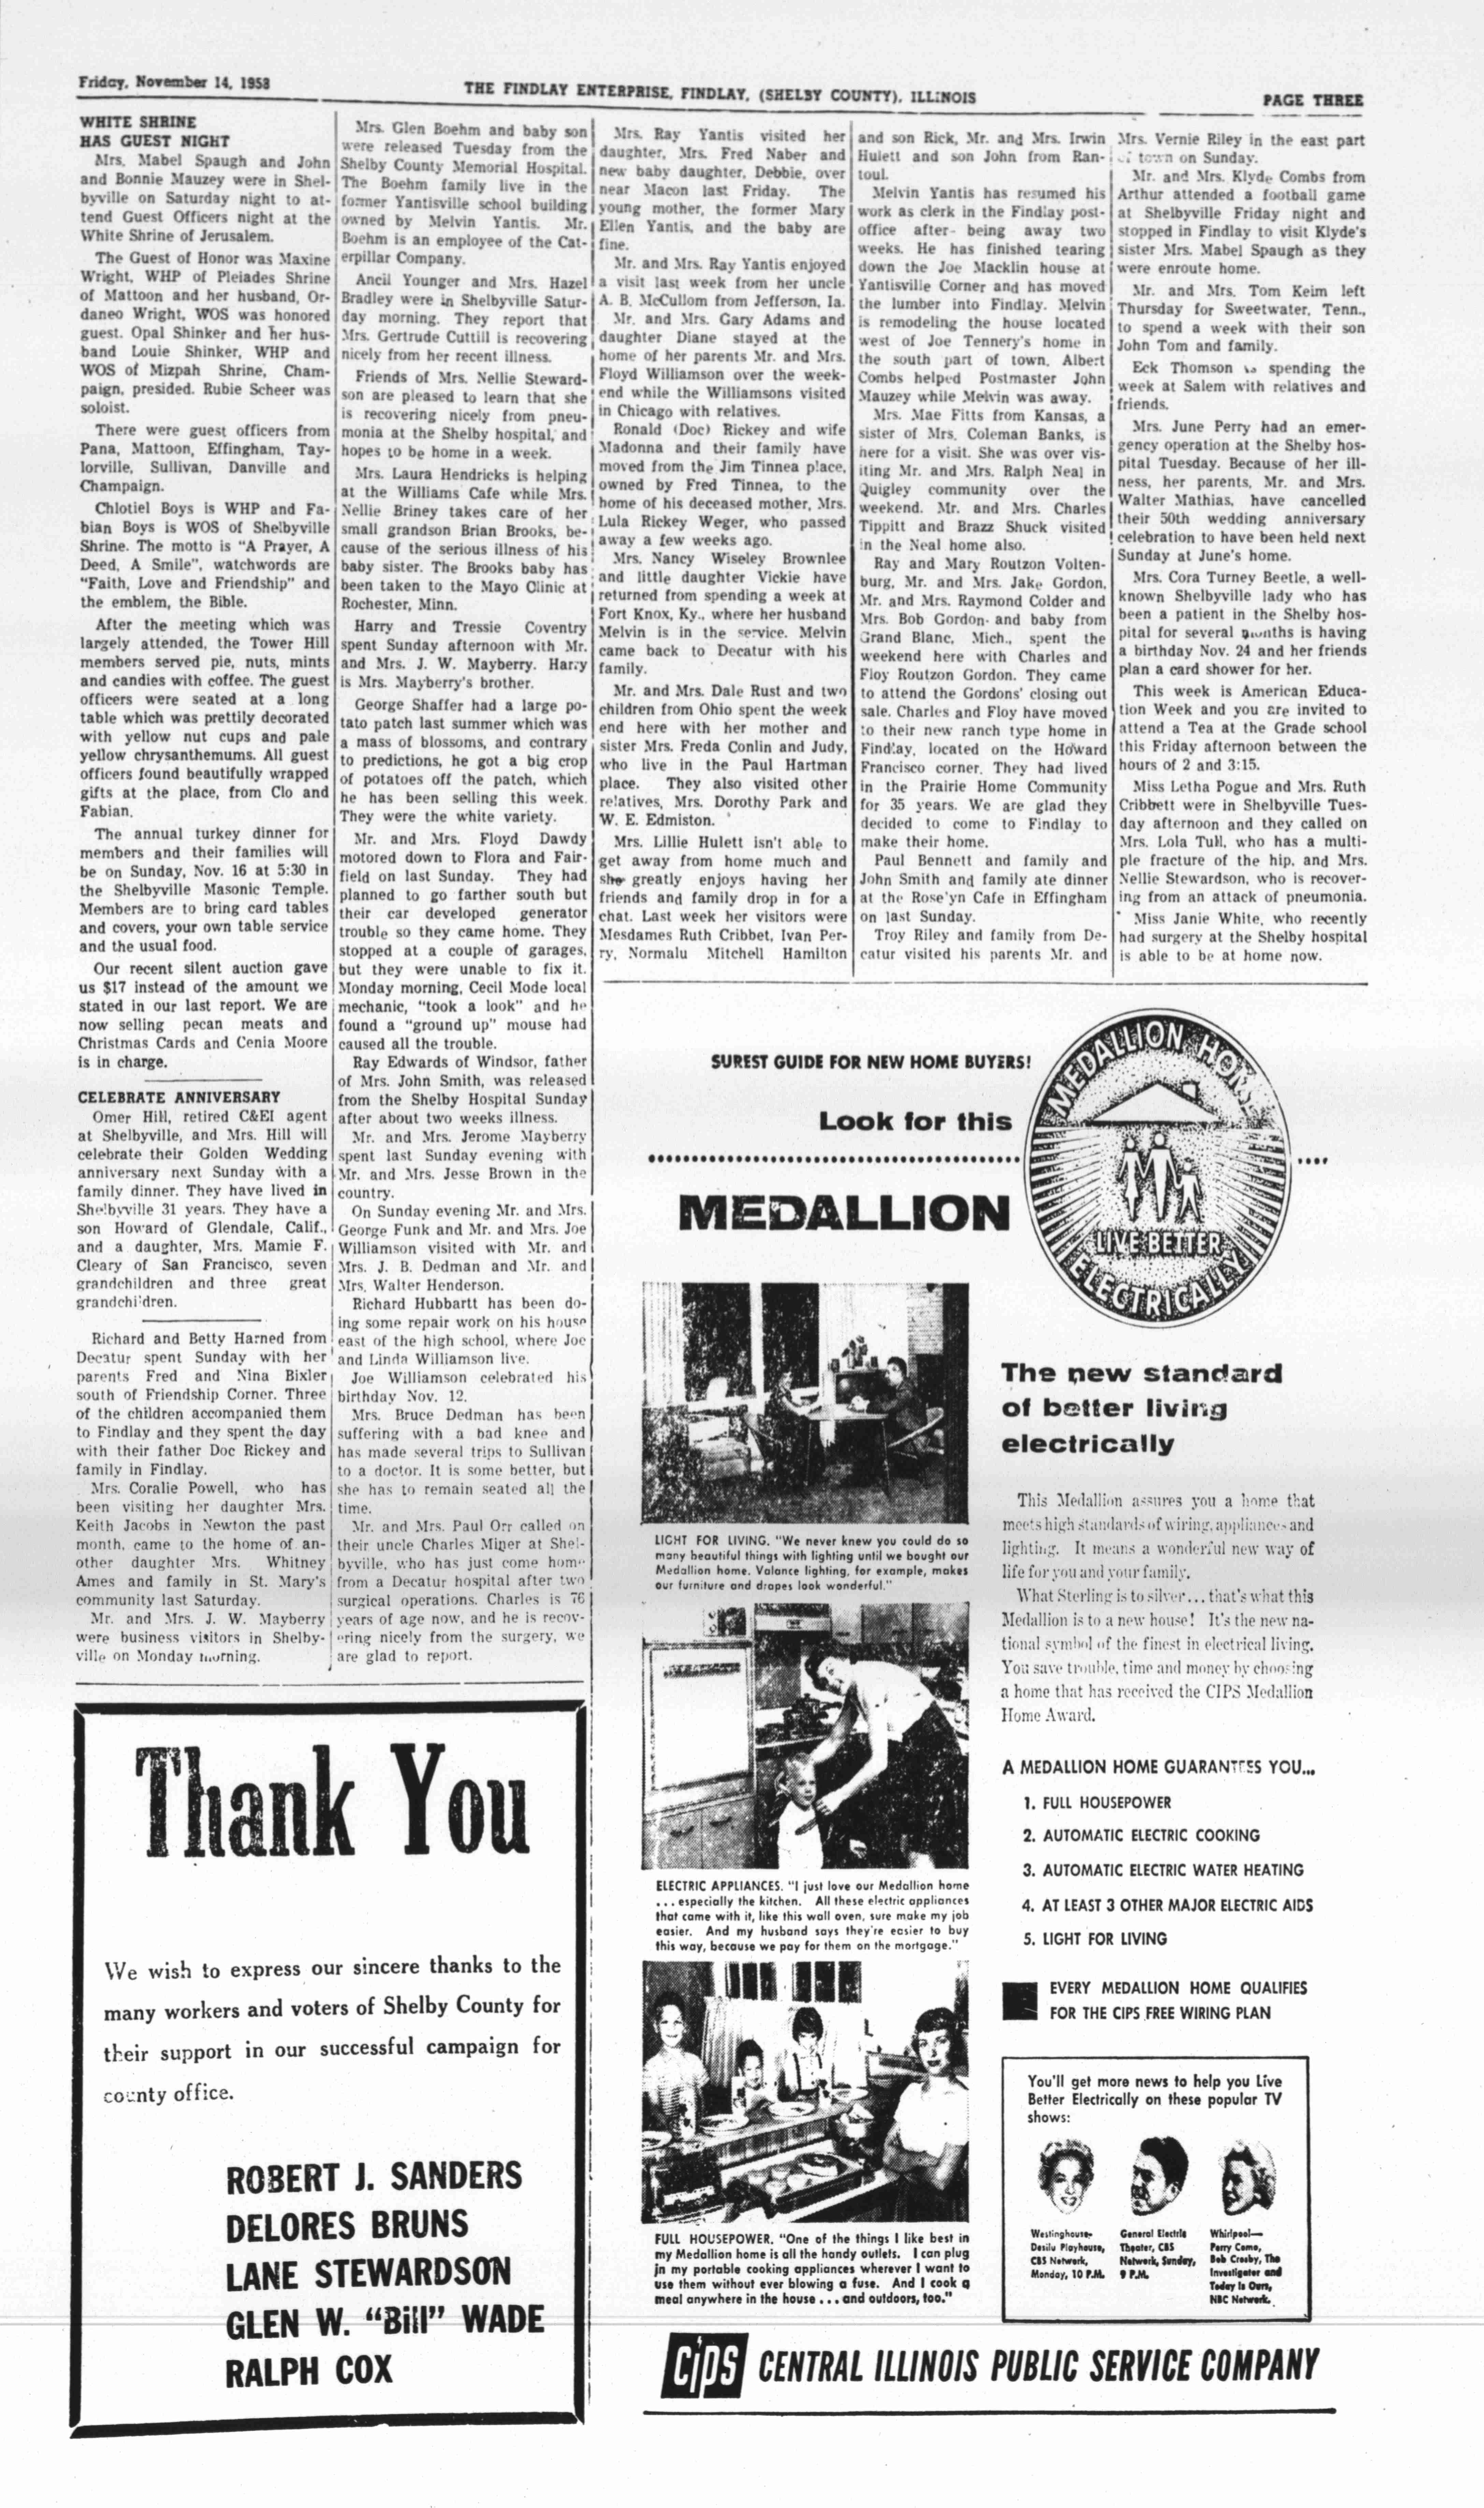 Friday, November 14, 1958
THE FINDLAY ENTERPRISE, FINDLAY, (SHELBY COUNTY), ILLINOIS
PAGE THREE
WHITE SHRINE
HAS GUEST NIGHT
Mrs. Mabel Spaugh and John
and Bonnie Mauzey were in Shel-
byville on Saturday night to at-
tend Guest Officers night at the
White Shrine of Jerusalem.
The Guest of Honor was Maxine
Wright, WHP of Pleiades Shrine
of Mattoon and her husband, Or-
daneo Wright, WOS was honored
guest. Opal Shinker and her hus-
band Louie Shinker, WHP and
WOS of Mizpah Shrine, Cham-
paign, presided. Rubie Scheer was
soloist.
There were guest officers from
Pana, Mattoon, Effingham, Tay-
lorville, Sullivan, Danville and
Champaign.
Chlotiel Boys is WHP and Fa-
bian Boys is WOS of Shelbyville
Shrine. The motto is "A Prayer, A
Deed, A Smile", watchwords are
"Faith, Love and Friendship" and
the emblem, the Bible.
After the meeting which was
largely attended, the Tower Hill
members served pie, nuts, mints
and candies with coffee. The guest
officers were seated at a long
table which was prettily decorated
with yellow nut cups and pale
yellow chrysanthemums. All guest
officers found beautifully wrapped
gifts at the place, from Clo and
Fabian.
The annual turkey dinner for
members and their families will
be on Sunday, Nov. 16 at 5:30 in
the Shelbyville Masonic Temple.
Members are to bring card tables
and covers, your own table service
and the usual food.
Our recent silent auction gave
us $17 instead of the amount we
stated in our last report. We are
now selling pecan meats and
Christmas Cards and Cenia Moore
is in charge.
CELEBRATE ANNIVERSARY
Omer Hill, retired C&EI agent
at Shelbyville, and Mrs. Hill will
celebrate their Golden Wedding
anniversary next Sunday with a
family dinner. They have lived in
Shelbyville 31 years. They have a
son Howard of Glendale, Calif.,
and a daughter, Mrs. Mamie F.
Cleary of San Francisco, seven
grandchildren and three great
grandchildren.
Richard and Betty Harned from
Decatur spent Sunday with her
parents Fred and Nina Bixler
south of Friendship Corner. Three
of the children accompanied them
to Findlay and they spent the day
with their father Doc Rickey and
family in Findlay.
Mrs. Coralie Powell, who has
been visiting her daughter Mrs.
Keith Jacobs in Newton the past
month, came to the home of an-
other daughter Mrs. Whitney
Ames and family in St. Mary's
community last Saturday.
Mr. and Mrs. J. W. Mayberry
were business visitors in Shelby-
ville on Monday morning.
Mrs. Glen Boehm and baby son
were released Tuesday from the
Shelby County Memorial Hospital.
The Boehm family live in the
former Yantisville school building
owned by Melvin Yantis. Mr.
Boehm is an employee of the Cat-
erpillar Company.
Ancil Younger and Mrs. Hazel
Bradley were in Shelbyville Satur-
day morning. They report that
Mrs. Gertrude Cuttill is recovering
nicely from her recent illness.
Friends of Mrs. Nellie Steward-
son are pleased to learn that she
is recovering nicely from pneu-
monia at the Shelby hospital, and
hopes to be home in a week.
Mrs. Laura Hendricks is helping
at the Williams Cafe while Mrs.
Nellie Briney takes care of her
small grandson Brian Brooks, be-
cause of the serious illness of his
baby sister. The Brooks baby has
been taken to the Mayo Clinic at
Rochester, Minn.
Harry and Tressie Coventry
spent Sunday afternoon with Mr.
and Mrs. J. W. Mayberry. Harry
is Mrs. Mayberry's brother.
George Shaffer had a large po-
tato patch last summer which was
a mass of blossoms, and contrary
to predictions, he got a big crop
of potatoes off the patch, which
he has been selling this week.
They were the white variety.
Mr. and Mrs. Floyd Dawdy
motored down to Flora and Fair-
field on last Sunday. They had
planned to go farther south but
their car developed generator
trouble so they came home. They
stopped at a couple of garages,
but they were unable to fix it.
Monday morning, Cecil Mode local
mechanic, "took a look" and he
found a "ground up" mouse had
caused all the trouble.
Ray Edwards of Windsor, father
of Mrs. John Smith, was released
from the Shelby Hospital Sunday
after about two weeks illness.
Mr. and Mrs. Jerome Mayberry
spent last Sunday evening with
Mr. and Mrs. Jesse Brown in the
country.
On Sunday evening Mr. and Mrs.
George Funk and Mr. and Mrs. Joe
Williamson visited with Mr. and
Mrs. J. B. Dedman and Mr. and
Mrs. Walter Henderson.
Richard Hubbartt has been do-
ing some repair work on his house
east of the high school, where Joe
and Linda Williamson live.
Joe Williamson celebrated his
birthday Nov. 12.
Mrs. Bruce Dedman has been
suffering with a bad knee and
has made several trips to Sullivan
to a doctor. It is some better, but
she has to remain seated all the
time.
Mr. and Mrs. Paul Orr called on
their uncle Charles Miner at Shel-
byville, who has just come home
from a Decatur hospital after two
surgical operations. Charles is 76
years of age now, and he is recov-
ering nicely from the surgery, we
are glad to report.
Mrs. Ray Yantis visited her
daughter, Mrs. Fred Naber and
new baby daughter, Debbie, over
near Macon last Friday. The
young mother, the former Mary
Ellen Yantis, and the baby are
fine.
Mr. and Mrs. Ray Yantis enjoyed
a visit last week from her uncle
A. B. McCullom from Jefferson, Ia.
Mr. and Mrs. Gary Adams and
daughter Diane stayed at the
home of her parents Mr. and Mrs.
Floyd Williamson over the week-
end while the Williamsons visited
in Chicago with relatives.
Ronald (Doc) Rickey and wife
Madonna and their family have
moved from the Jim Tinnea place,
owned by Fred Tinnea, to the
home of his deceased mother, Mrs.
Lula Rickey Weger, who passed
away a few weeks ago.
Mrs. Nancy Wiseley Brownlee
and little daughter Vickie have
returned from spending a week at
Fort Knox, Ky., where her husband
Melvin is in the service. Melvin
came back to Decatur with his
family.
Mr. and Mrs. Dale Rust and two
children from Ohio spent the week
end here with her mother and
sister Mrs. Freda Conlin and Judy,
who live in the Paul Hartman
place. They also visited other
relatives, Mrs. Dorothy Park and
W. E. Edmiston.
Mrs. Lillie Hulett isn't able to
get away from home much and
she greatly enjoys having her
friends and family drop in for a
chat. Last week her visitors were
Mesdames Ruth Cribbet, Ivan Per-
ry, Normalu Mitchell Hamilton
and son Rick, Mr. and Mrs. Irwin
Hulett and son John from Ran-
toul.
Melvin Yantis has resumed his
work as clerk in the Findlay post-
office after- being away two
weeks. He has finished tearing
down the Joe Macklin house at
Yantisville Corner and has moved
the lumber into Findlay. Melvin
is remodeling the house located
west of Joe Tennery's home in
the south part of town. Albert
Combs helped Postmaster John
Mauzey while Melvin was away.
Mrs. Mae Fitts from Kansas, a
sister of Mrs. Coleman Banks, is
here for a visit. She was over vis-
iting Mr. and Mrs. Ralph Neal in
Quigley community over the
weekend. Mr. and Mrs. Charles
Tippitt and Brazz Shuck visited
in the Neal home also.
Ray and Mary Routzon Volten-
burg, Mr. and Mrs. Jake Gordon,
Mr. and Mrs. Raymond Colder and
Mrs. Bob Gordon- and baby from
Grand Blanc, Mich., spent the
weekend here with Charles and
Floy Routzon Gordon. They came
to attend the Gordons' closing out
sale. Charles and Floy have moved
to their new ranch type home in
Findlay, located on the Howard
Francisco corner. They had lived
in the Prairie Home Community
for 35 years. We are glad they
decided to come to Findlay to
make their home.
Paul Bennett and family and
John Smith and family ate dinner
at the Rose'yn Cafe in Effingham
on last Sunday.
Troy Riley and family from De-
catur visited his parents Mr. and
Mrs. Vernie Riley in the east part
of town on Sunday.
Mr. and Mrs. Klyde Combs from
Arthur attended a football game
at Shelbyville Friday night and
stopped in Findlay to visit Klyde's
sister Mrs. Mabel Spaugh as they
were enroute home.
Mr. and Mrs. Tom Keim left
Thursday for Sweetwater, Tenn.,
to spend a week with their son
John Tom and family.
Eck Thomson is spending the
week at Salem with relatives and
friends.
Mrs. June Perry had an emer-
gency operation at the Shelby hos-
pital Tuesday. Because of her ill-
ness, her parents, Mr. and Mrs.
Walter Mathias, have cancelled
their 50th wedding anniversary
celebration to have been held next
Sunday at June's home.
Mrs. Cora Turney Beetle, a well-
known Shelbyville lady who has
been a patient in the Shelby hos-
pital for several months is having
a birthday Nov. 24 and her friends
plan a card shower for her.
This week is American Educa-
tion Week and you are invited to
attend a Tea at the Grade school
this Friday afternoon between the
hours of 2 and 3:15.
Miss Letha Pogue and Mrs. Ruth
Cribbett were in Shelbyville Tues-
day afternoon and they called on
Mrs. Lola Tull, who has a multi-
ple fracture of the hip, and Mrs.
Nellie Stewardson, who is recover-
ing from an attack of pneumonia.
Miss Janie White, who recently
had surgery at the Shelby hospital
is able to be at home now.
Thank You
We wish to express our sincere thanks to the
many workers and voters of Shelby County for
their support in our successful campaign for
county office.
ROBERT J. SANDERS
DELORES BRUNS
LANE STEWARDSON
GLEN W. "Bill" WADE
RALPH COX
SUREST GUIDE FOR NEW HOME BUYERS!
Look for this
MEDALLION
MEDALLION HOME
LIVE BETTER
ELECTRICALLY
LIGHT FOR LIVING. "We never knew you could do so
many beautiful things with lighting until we bought our
Medallion home. Valance lighting, for example, makes
our furniture and drapes look wonderful."
ELECTRIC APPLIANCES. "I just love our Medallion home
... especially the kitchen. All these electric appliances
that came with it, like this wall oven, sure make my job
easier. And my husband says they're easier to buy
this way, because we pay for them on the mortgage."
FULL HOUSEPOWER. "One of the things I like best in
my Medallion home is all the handy outlets. I can plug
in my portable cooking appliances wherever I want to
use them without ever blowing a fuse. And I cook a
meal anywhere in the house ... and outdoors, too."
The new standard
of better living
electrically
This Medallion assures you a home that
meets high standards of wiring, appliances and
lighting. It means a wonderful new way of
life for you and your family.
What Sterling is to silver... that's what this
Medallion is to a new house! It's the new na-
tional symbol of the finest in electrical living.
You save trouble, time and money by choosing
a home that has received the CIPS Medallion
Home Award.
A MEDALLION HOME GUARANTEES YOU...
1. FULL HOUSEPOWER
2. AUTOMATIC ELECTRIC COOKING
3. AUTOMATIC ELECTRIC WATER HEATING
4. AT LEAST 3 OTHER MAJOR ELECTRIC AIDS
5. LIGHT FOR LIVING
EVERY MEDALLION HOME QUALIFIES
FOR THE CIPS FREE WIRING PLAN
You'll get more news to help you Live
Better Electrically on these popular TV
shows:
Westinghouse-
Desilu Playhouse,
CBS Network,
Monday, 10 P.M.
General Electric
Theater, CBS
Network, Sunday,
9 P.M.
Whirlpool—
Perry Como,
Bob Crosby, The
Investigator and
Today Is Ours,
NBC Network.
CIPS CENTRAL ILLINOIS PUBLIC SERVICE COMPANY